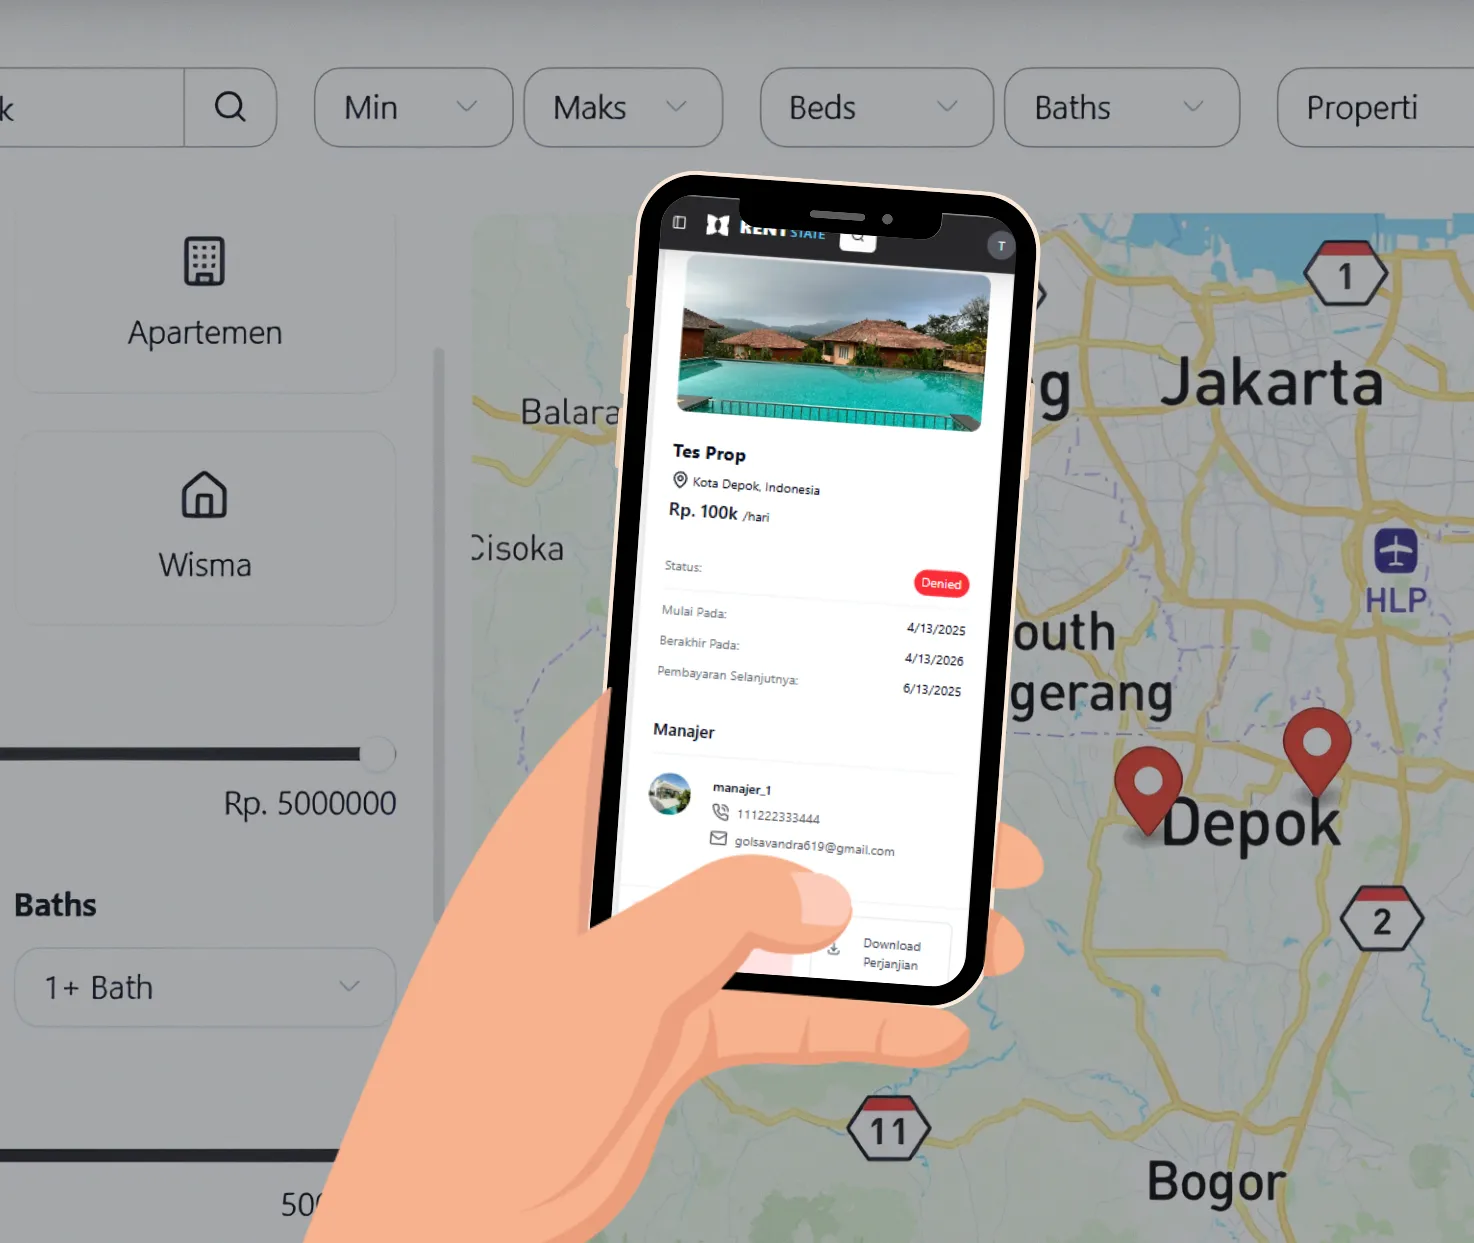 k
Min
Maks
Beds
Baths
Properti
Apartemen
Wisma
Rp. 5000000
Baths
1+ Bath
RENTSTATE
T
Tes Prop
Kota Depok, Indonesia
Rp. 100k /hari
Status:
Denied
Mulai Pada:
4/13/2025
Berakhir Pada:
4/13/2026
Pembayaran Selanjutnya:
6/13/2025
Manajer
manajer_1
111222333444
golsavandra619@gmail.com
Download
Perjanjian
1
g
Jakarta
Balara
Cisoka
HLP
outh
gerang
Depok
2
11
Bogor